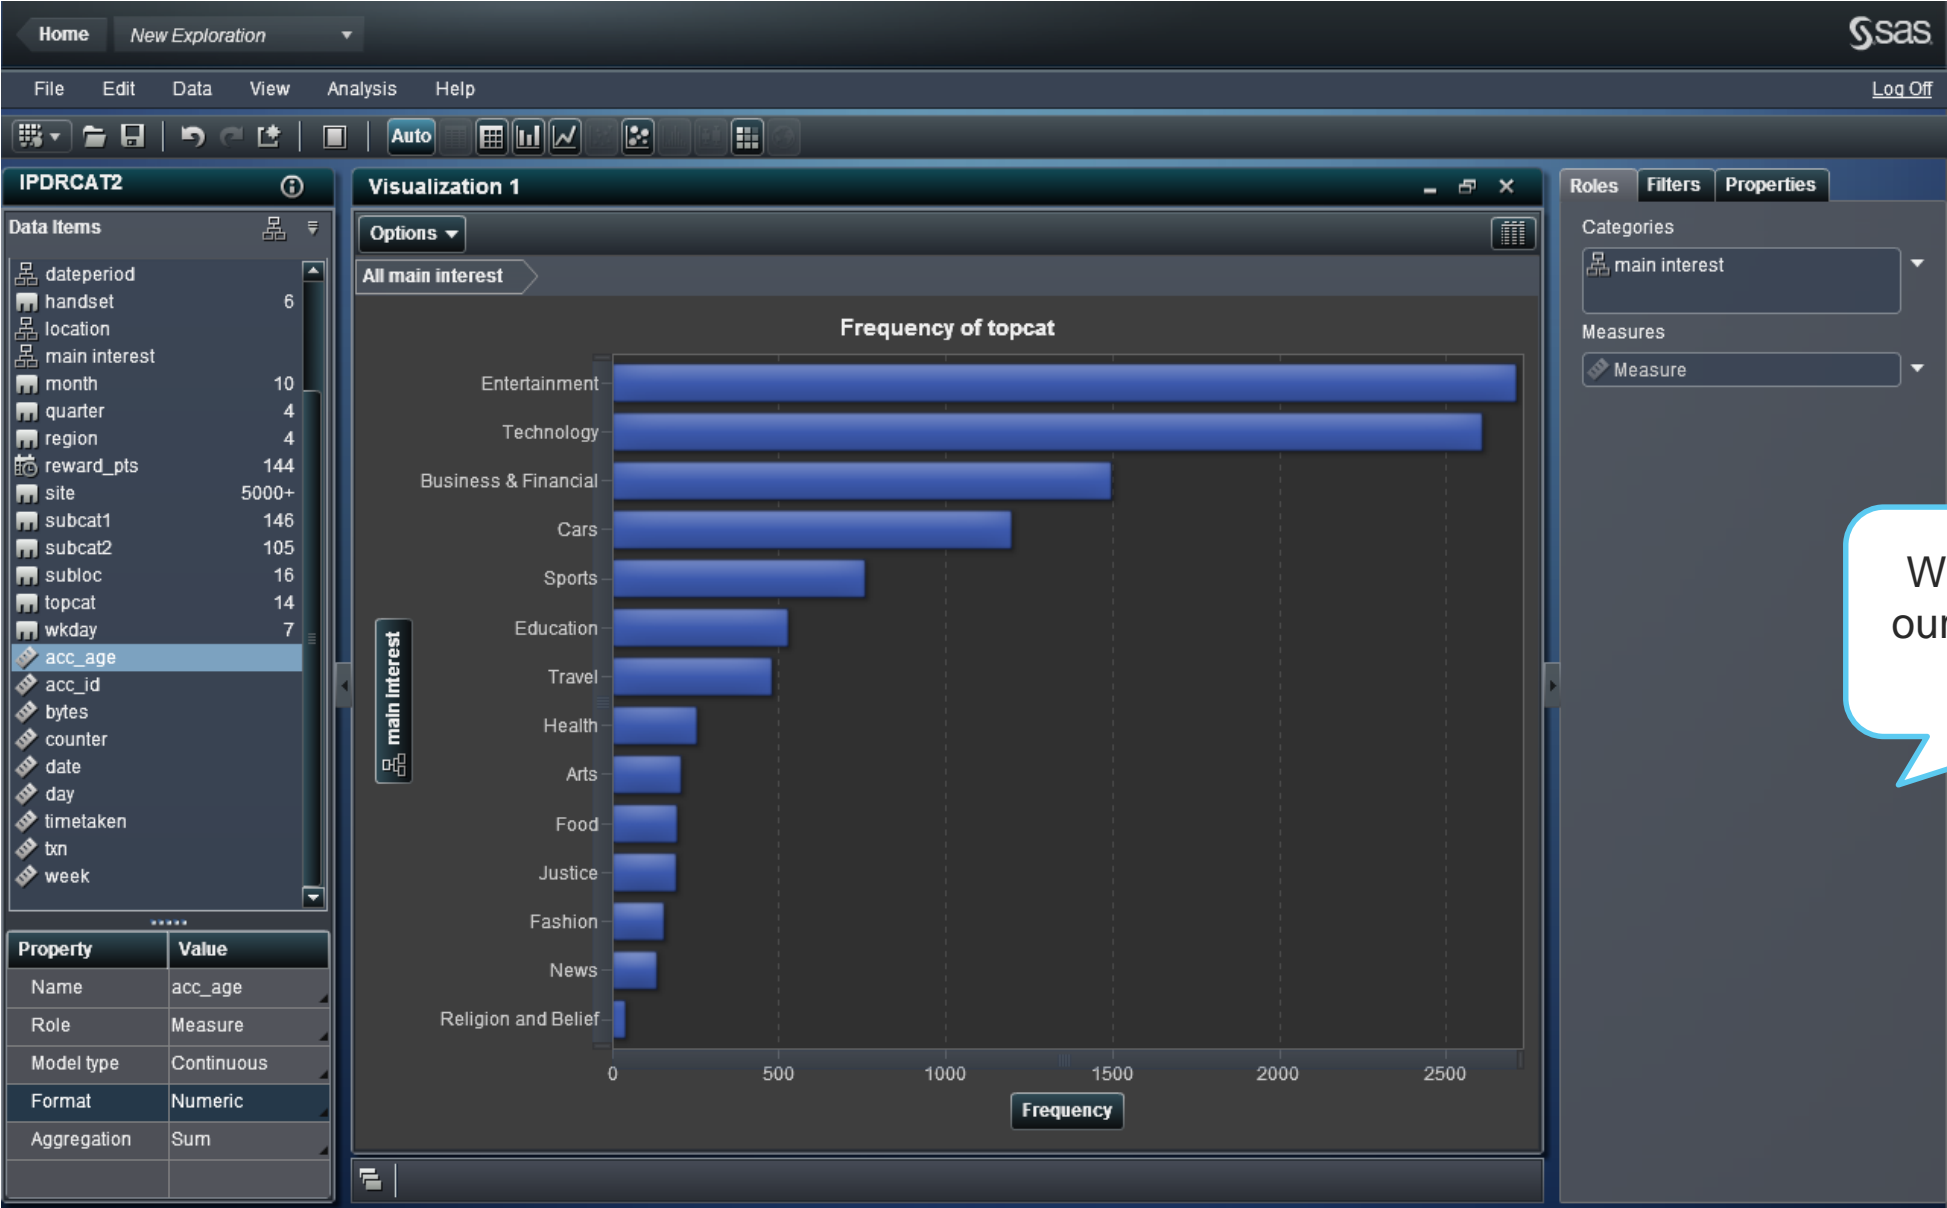 Home New Exploration
sas
File Edit Data View Analysis Help Log Off
Auto
IPDRCAT2
Data Items
dateperiod
handset 6
location
main interest
month 10
quarter 4
region 4
reward_pts 144
site 5000+
subcat1 146
subcat2 105
subloc 16
topcat 14
wkday 7
acc_age
acc_id
bytes
counter
date
day
timetaken
txn
week
Property Value
Name acc_age
Role Measure
Model type Continuous
Format Numeric
Aggregation Sum
Visualization 1
Options
All main interest
Frequency of topcat
main interest
Entertainment
Technology
Business & Financial
Cars
Sports
Education
Travel
Health
Arts
Food
Justice
Fashion
News
Religion and Belief
0 500 1000 1500 2000 2500
Frequency
Roles Filters Properties
Categories
main interest
Measures
Measure